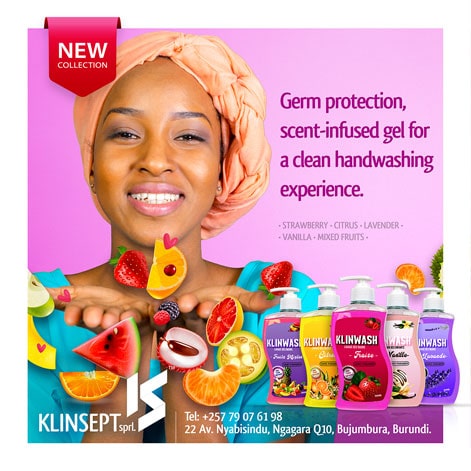 NEW
COLLECTION
Germ protection,
scent-infused gel for
a clean handwashing
experience.
· STRAWBERRY · CITRUS · LAVENDER ·
· VANILLA · MIXED FRUITS ·
KLINWASH
KLINWASH
KLINWASH
Fraise
Vanille
Lavande
KLINSEPT sprl.
Tel: +257 79 07 61 98
22 Av. Nyabisindu, Ngagara Q10, Bujumbura, Burundi.